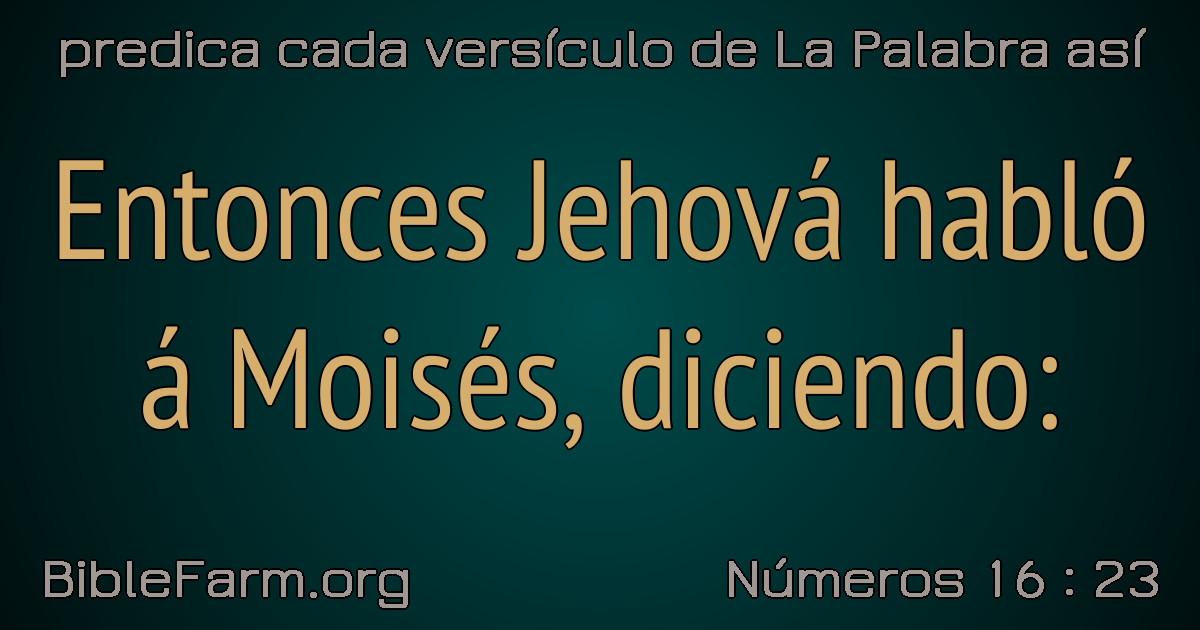 predica cada versículo de La Palabra así
Entonces Jehová habló
á Moisés, diciendo:
BibleFarm.org
Números 16 : 23